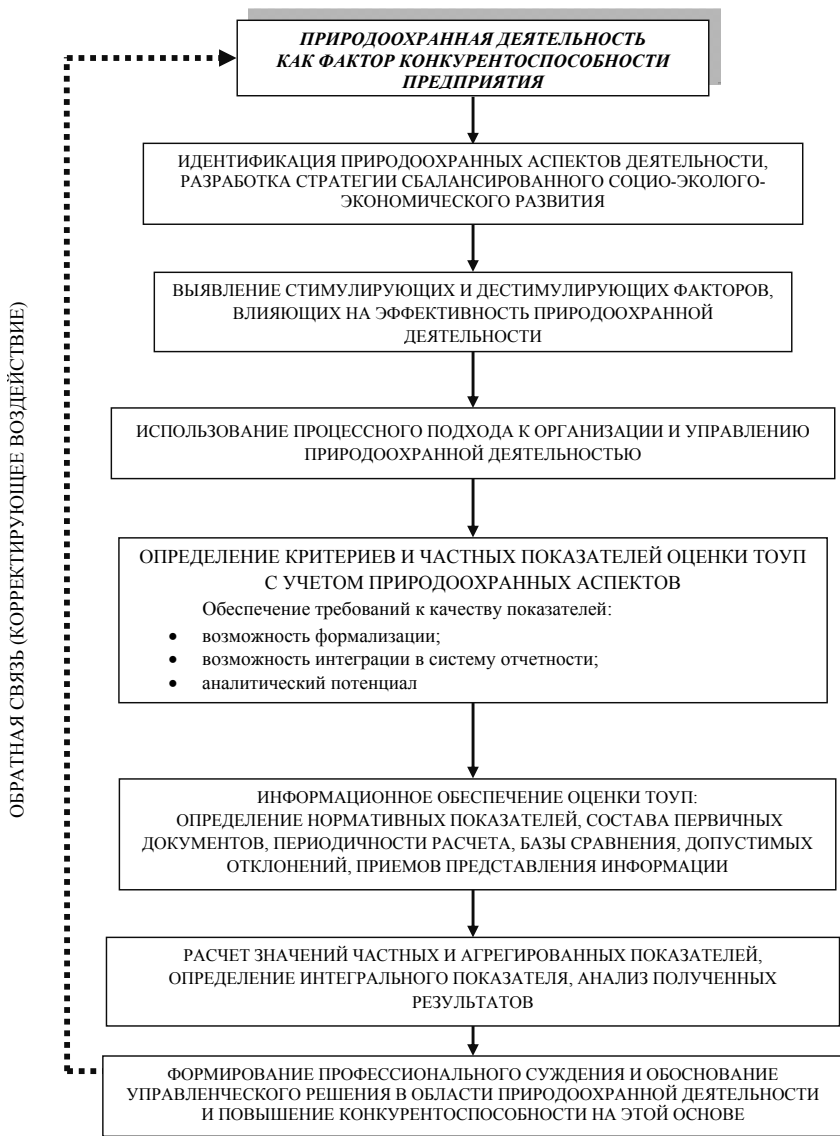 ПРИРОДООХРАННАЯ ДЕЯТЕЛЬНОСТЬ
КАК ФАКТОР КОНКУРЕНТОСПОСОБНОСТИ
ПРЕДПРИЯТИЯ
ИДЕНТИФИКАЦИЯ ПРИРОДООХРАННЫХ АСПЕКТОВ ДЕЯТЕЛЬНОСТИ,
РАЗРАБОТКА СТРАТЕГИИ СБАЛАНСИРОВАННОГО СОЦИО-ЭКОЛОГО-
ЭКОНОМИЧЕСКОГО РАЗВИТИЯ
ВЫЯВЛЕНИЕ СТИМУЛИРУЮЩИХ И ДЕСТИМУЛИРУЮЩИХ ФАКТОРОВ,
ВЛИЯЮЩИХ НА ЭФФЕКТИВНОСТЬ ПРИРОДООХРАННОЙ
ДЕЯТЕЛЬНОСТИ
ИСПОЛЬЗОВАНИЕ ПРОЦЕССНОГО ПОДХОДА К ОРГАНИЗАЦИИ И УПРАВЛЕНИЮ
ПРИРОДООХРАННОЙ ДЕЯТЕЛЬНОСТЬЮ
ОПРЕДЕЛЕНИЕ КРИТЕРИЕВ И ЧАСТНЫХ ПОКАЗАТЕЛЕЙ ОЦЕНКИ ТОУП
С УЧЕТОМ ПРИРОДООХРАННЫХ АСПЕКТОВ
Обеспечение требований к качеству показателей:
• возможность формализации;
• возможность интеграции в систему отчетности;
• аналитический потенциал
ИНФОРМАЦИОННОЕ ОБЕСПЕЧЕНИЕ ОЦЕНКИ ТОУП:
ОПРЕДЕЛЕНИЕ НОРМАТИВНЫХ ПОКАЗАТЕЛЕЙ, СОСТАВА ПЕРВИЧНЫХ
ДОКУМЕНТОВ, ПЕРИОДИЧНОСТИ РАСЧЕТА, БАЗЫ СРАВНЕНИЯ, ДОПУСТИМЫХ
ОТКЛОНЕНИЙ, ПРИЕМОВ ПРЕДСТАВЛЕНИЯ ИНФОРМАЦИИ
РАСЧЕТ ЗНАЧЕНИЙ ЧАСТНЫХ И АГРЕГИРОВАННЫХ ПОКАЗАТЕЛЕЙ,
ОПРЕДЕЛЕНИЕ ИНТЕГРАЛЬНОГО ПОКАЗАТЕЛЯ, АНАЛИЗ ПОЛУЧЕННЫХ
РЕЗУЛЬТАТОВ
ФОРМИРОВАНИЕ ПРОФЕССИОНАЛЬНОГО СУЖДЕНИЯ И ОБОСНОВАНИЕ
УПРАВЛЕНЧЕСКОГО РЕШЕНИЯ В ОБЛАСТИ ПРИРОДООХРАННОЙ ДЕЯТЕЛЬНОСТИ
И ПОВЫШЕНИЕ КОНКУРЕНТОСПОСОБНОСТИ НА ЭТОЙ ОСНОВЕ
ОБРАТНАЯ СВЯЗЬ (КОРРЕКТИРУЮЩЕЕ ВОЗДЕЙСТВИЕ)